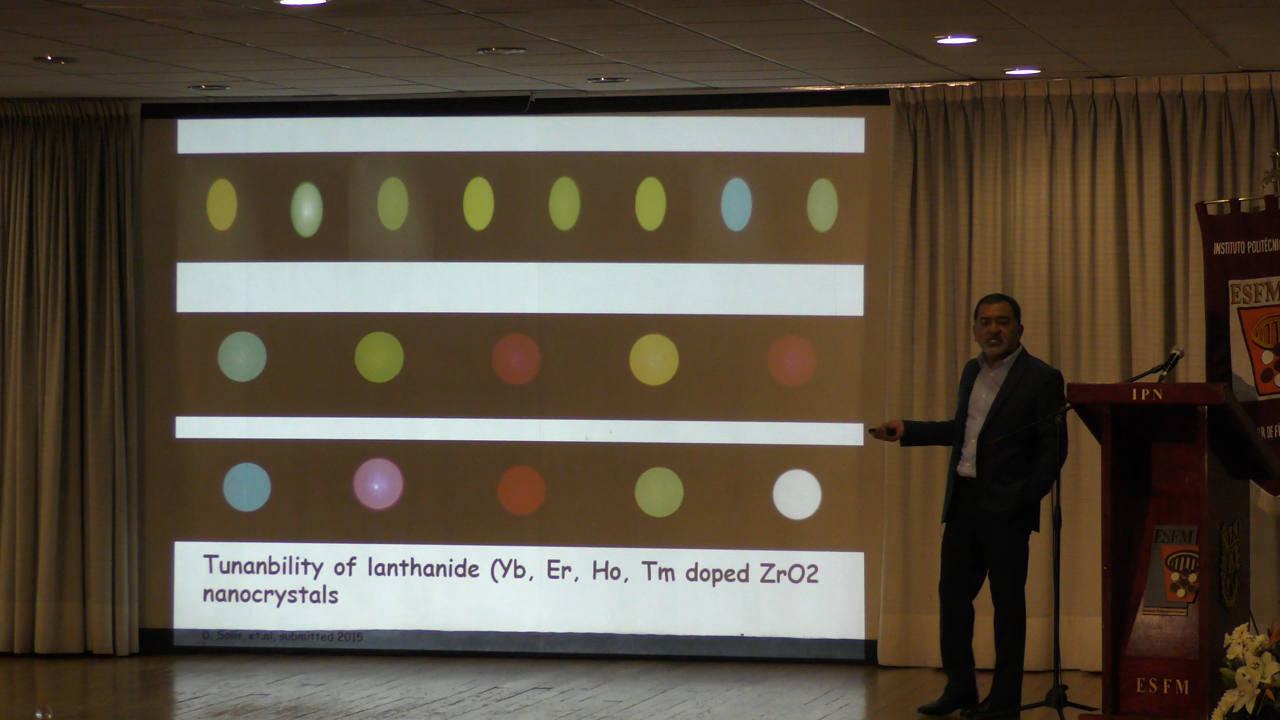 Tunanbility of lanthanide (Yb, Er, Ho, Tm doped ZrO2
nanocrystals
D. Solis, et.al, submitted 2015
INSTITUTO POLITÉCNI
ESFM
IPN
ESFM
ESFM